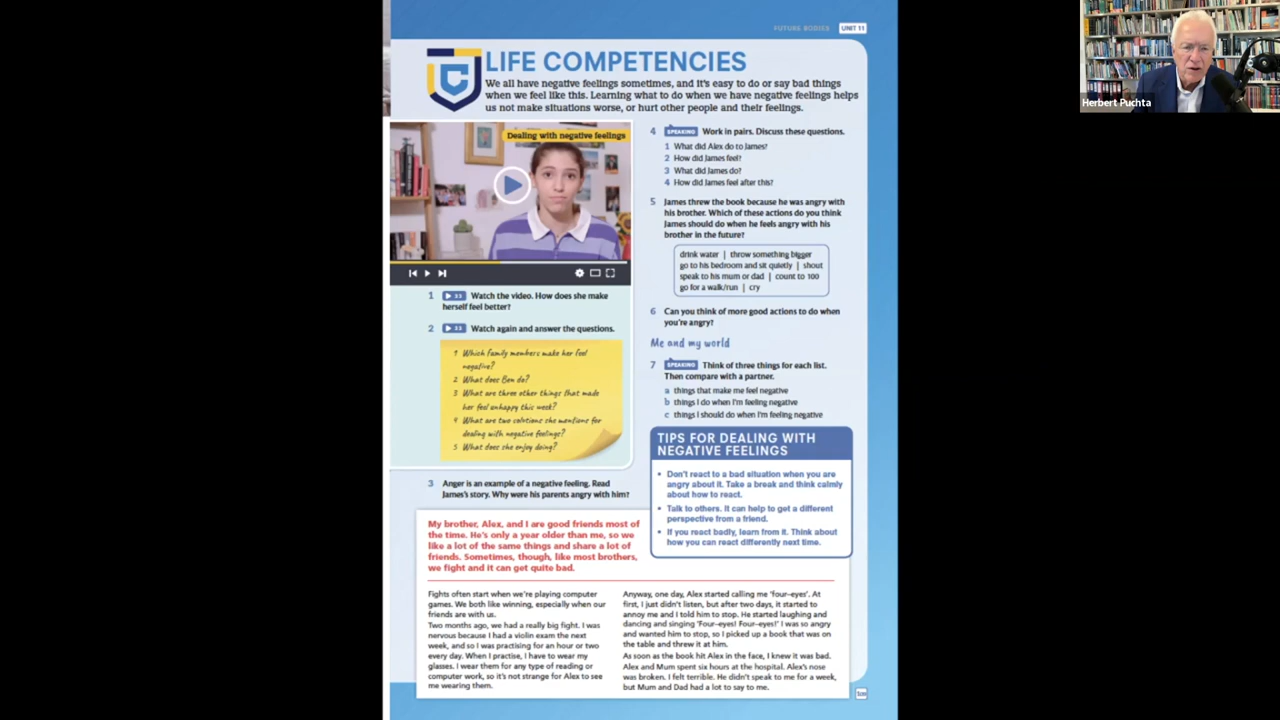 FUTURE BODIES UNIT 11
LIFE COMPETENCIES
We all have negative feelings sometimes, and it's easy to do or say bad things
when we feel like this. Learning what to do when we have negative feelings helps
us not make situations worse, or hurt other people and their feelings.
Dealing with negative feelings
1 33 Watch the video. How does she make
herself feel better?
2 33 Watch again and answer the questions.
1 Which family members make her feel
negative?
2 What does Ben do?
3 What are three other things that made
her feel unhappy this week?
4 What are two solutions she mentions for
dealing with negative feelings?
5 What does she enjoy doing?
3 Anger is an example of a negative feeling. Read
James's story. Why were his parents angry with him?
4 SPEAKING Work in pairs. Discuss these questions.
1 What did Alex do to James?
2 How did James feel?
3 What did James do?
4 How did James feel after this?
5 James threw the book because he was angry with
his brother. Which of these actions do you think
James should do when he feels angry with his
brother in the future?
drink water | throw something bigger
go to his bedroom and sit quietly | shout
speak to his mum or dad | count to 100
go for a walk/run | cry
6 Can you think of more good actions to do when
you're angry?
Me and my world
7 SPEAKING Think of three things for each list.
Then compare with a partner.
a things that make me feel negative
b things I do when I'm feeling negative
c things I should do when I'm feeling negative
TIPS FOR DEALING WITH
NEGATIVE FEELINGS
• Don't react to a bad situation when you are
angry about it. Take a break and think calmly
about how to react.
• Talk to others. It can help to get a different
perspective from a friend.
• If you react badly, learn from it. Think about
how you can react differently next time.
My brother, Alex, and I are good friends most of
the time. He's only a year older than me, so we
like a lot of the same things and share a lot of
friends. Sometimes, though, like most brothers,
we fight and it can get quite bad.
Fights often start when we're playing computer
games. We both like winning, especially when our
friends are with us.
Two months ago, we had a really big fight. I was
nervous because I had a violin exam the next
week, and so I was practising for an hour or two
every day. When I practise, I have to wear my
glasses. I wear them for any type of reading or
computer work, so it's not strange for Alex to see
me wearing them.
Anyway, one day, Alex started calling me 'four-eyes'. At
first, I just didn't listen, but after two days, it started to
annoy me and I told him to stop. He started laughing and
dancing and singing 'Four-eyes! Four-eyes!' I was so angry
and wanted him to stop, so I picked up a book that was on
the table and threw it at him.
As soon as the book hit Alex in the face, I knew it was bad.
Alex and Mum spent six hours at the hospital. Alex's nose
was broken. I felt terrible. He didn't speak to me for a week,
but Mum and Dad had a lot to say to me.
Herbert Puchta